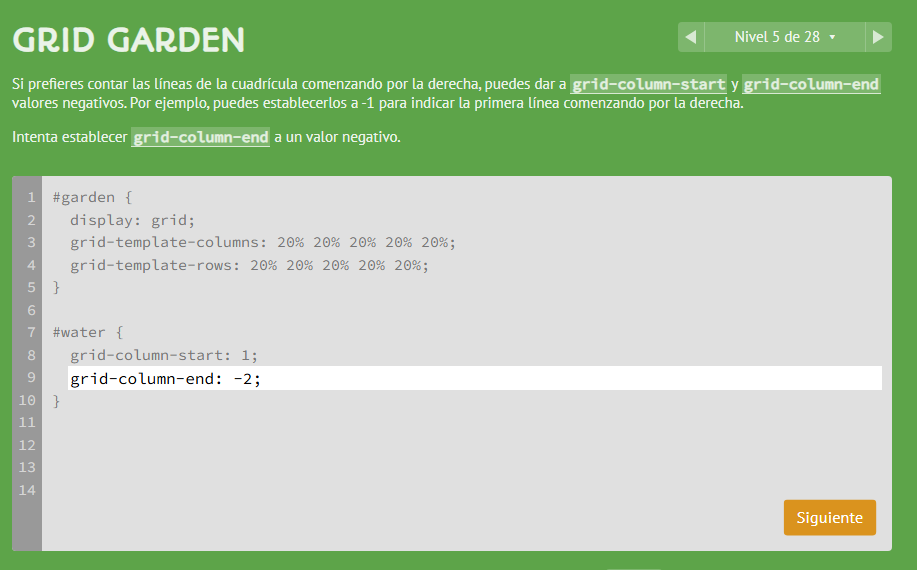 GRID GARDEN
Nivel 5 de 28
Si prefieres contar las líneas de la cuadrícula comenzando por la derecha, puedes dar a grid-column-start y grid-column-end
valores negativos. Por ejemplo, puedes establecerlos a -1 para indicar la primera línea comenzando por la derecha.
Intenta establecer grid-column-end a un valor negativo.
1 #garden {
2 display: grid;
3 grid-template-columns: 20% 20% 20% 20% 20%;
4 grid-template-rows: 20% 20% 20% 20% 20%;
5 }
6
7 #water {
8 grid-column-start: 1;
9 grid-column-end: -2;
10 }
11
12
13
14
Siguiente